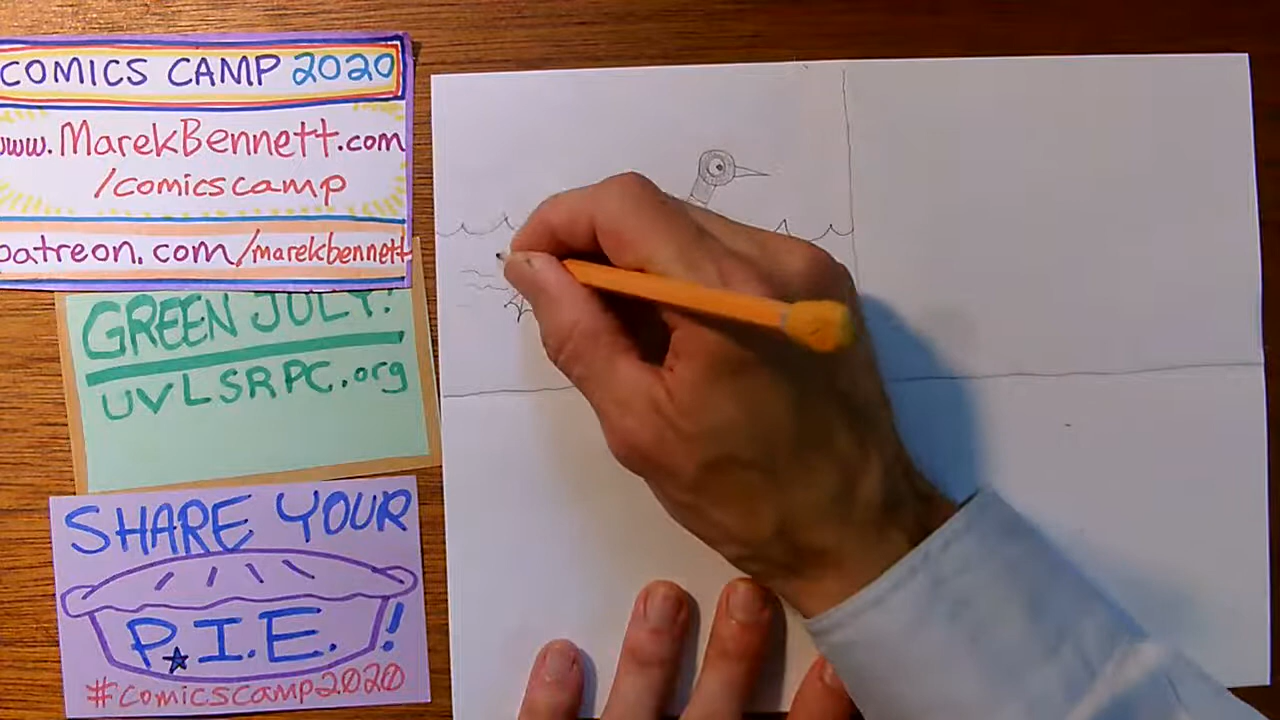 COMICS CAMP 2020
www.MarekBennett.com
/comicscamp
patreon.com/marekbennett
GREEN JULY!
UVLSRPC.org
SHARE YOUR
P.I.E.!
#comicscamp2020